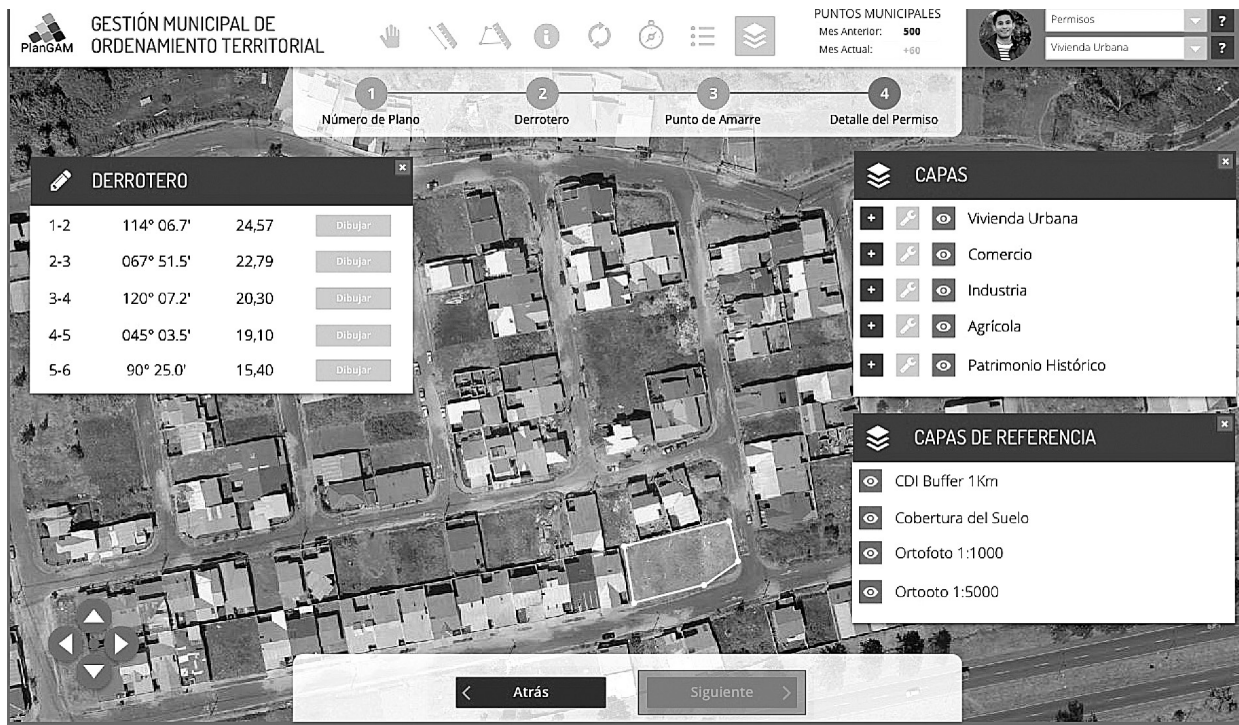 PlanGAM
GESTIÓN MUNICIPAL DE
ORDENAMIENTO TERRITORIAL
PUNTOS MUNICIPALES
Mes Anterior: 500
Mes Actual: +60
Permisos
?
Vivienda Urbana
?
1
2
3
4
Número de Plano
Derrotero
Punto de Amarre
Detalle del Permiso
DERROTERO
1-2 114° 06.7' 24,57 Dibujar
2-3 067° 51.5' 22,79 Dibujar
3-4 120° 07.2' 20,30 Dibujar
4-5 045° 03.5' 19,10 Dibujar
5-6 90° 25.0' 15,40 Dibujar
CAPAS
Vivienda Urbana
Comercio
Industria
Agrícola
Patrimonio Histórico
CAPAS DE REFERENCIA
CDI Buffer 1Km
Cobertura del Suelo
Ortofoto 1:1000
Ortooto 1:5000
Atrás
Siguiente